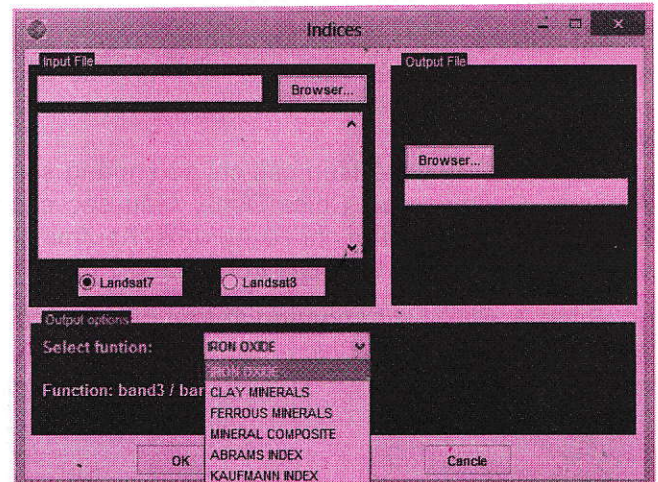 Indices
Input File
Browser...
Landsat7
Landsat8
Output File
Browser...
Output options
Select funtion:
IRON OXIDE
IRON OXIDE
Function: band3 / bar
CLAY MINERALS
FERROUS MINERALS
MINERAL COMPOSITE
ABRAMS INDEX
KAUFMANN INDEX
OK
Cancle